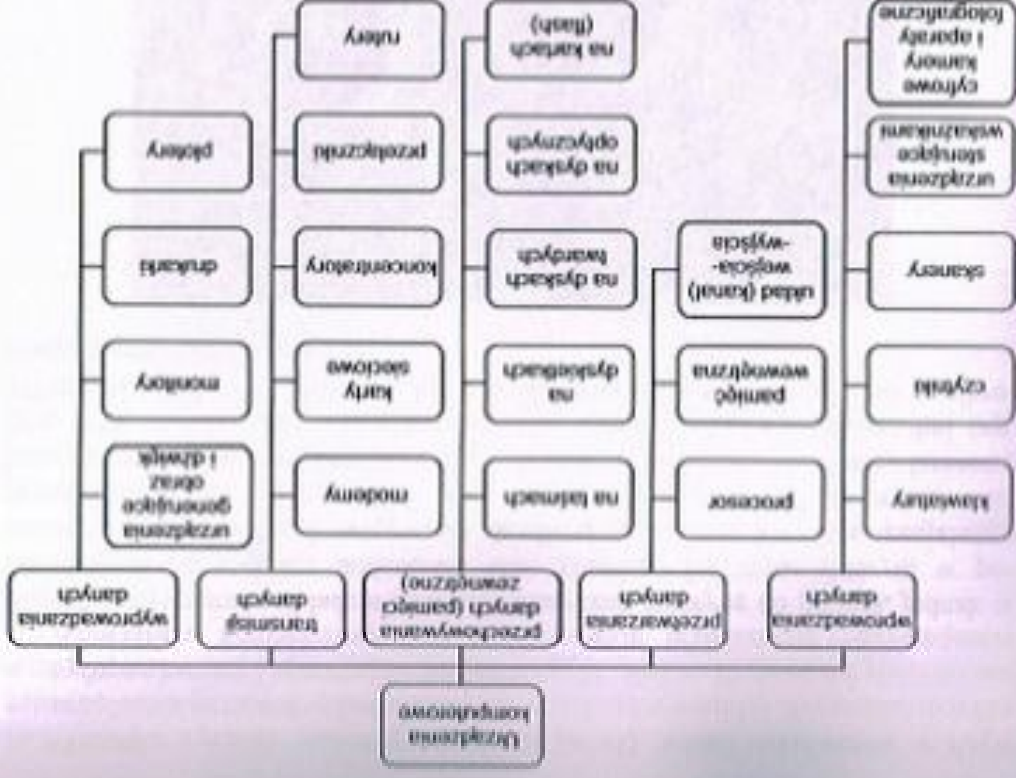 Urządzenia
komputerowe
wprowadzania
danych
klawiatury
czytniki
skanery
urządzenia
sterujące
wskaźnikami
cyfrowe
kamery
i aparaty
fotograficzne
przetwarzania
danych
procesor
pamięć
wewnętrzna
układ (kanał)
wejścia-
-wyjścia
przechowywania
danych (pamięci
zewnętrzne)
na taśmach
na
dyskietkach
na dyskach
twardych
na dyskach
optycznych
na kartach
(flash)
transmisji
danych
modemy
karty
sieciowe
koncentratory
przełączniki
rutery
wyprowadzania
danych
urządzenia
generujące
obraz
i dźwięk
monitory
drukarki
plotery